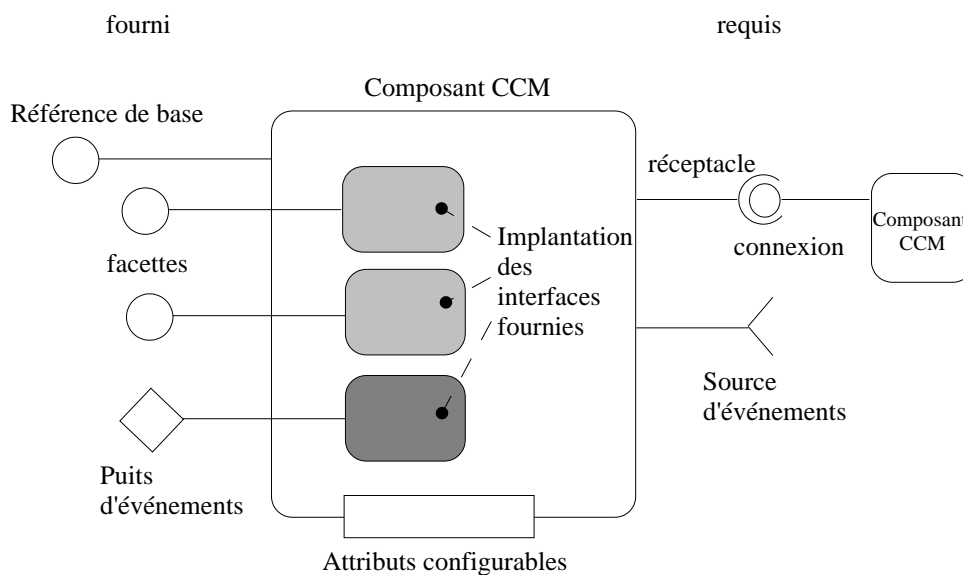 fourni
requis
Composant CCM
Référence de base
réceptacle
Composant
CCM
facettes
Implantation
des
interfaces
fournies
connexion
Source
d'événements
Puits
d'événements
Attributs configurables